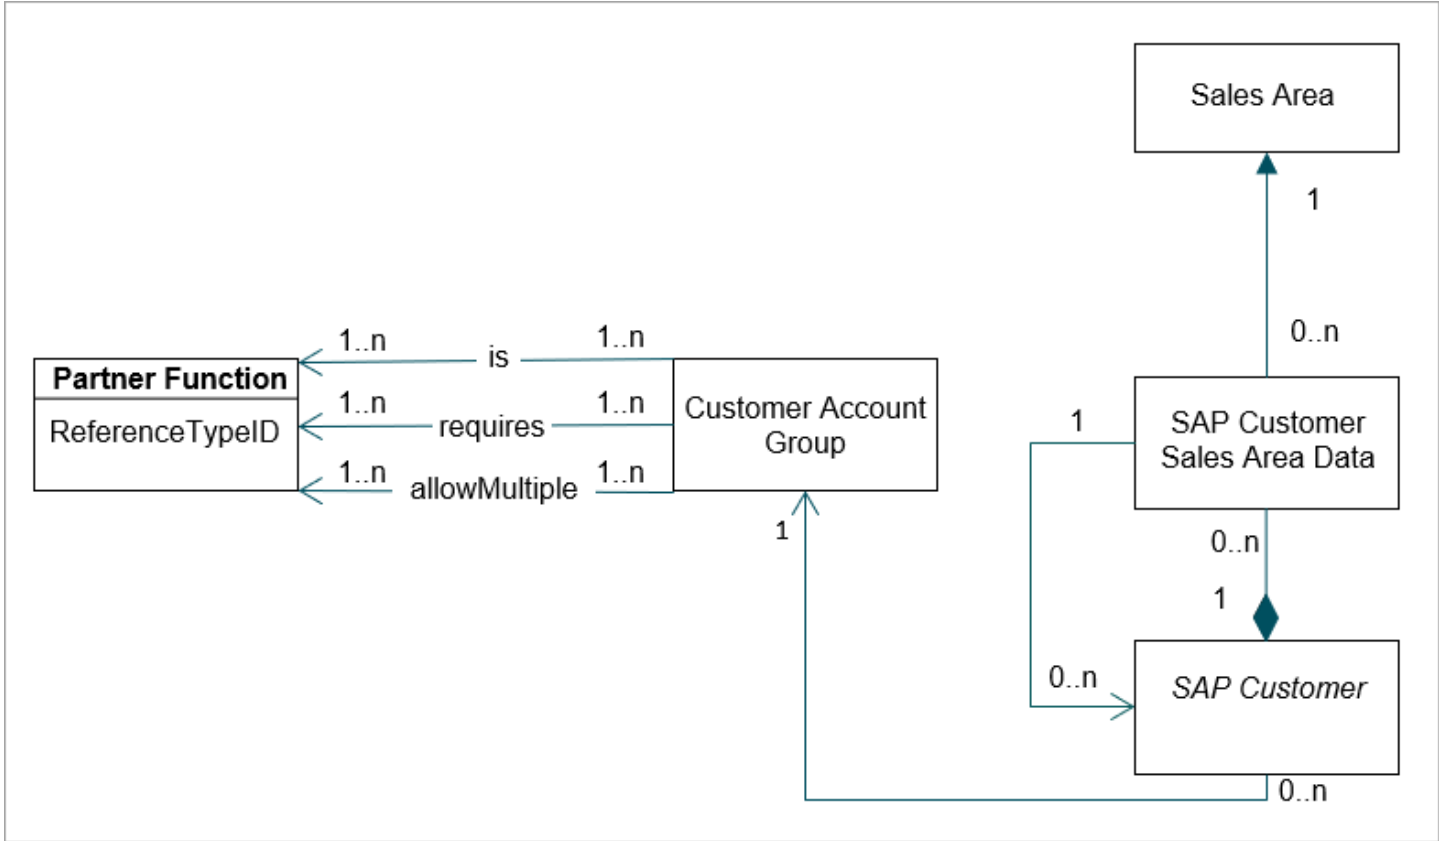 Sales Area
1
0..n
1..n
is
1..n
Partner Function
ReferenceTypeID
1..n
requires
1..n
1..n
allowMultiple
1..n
Customer Account
Group
1
1
SAP Customer
Sales Area Data
0..n
1
0..n
SAP Customer
0..n